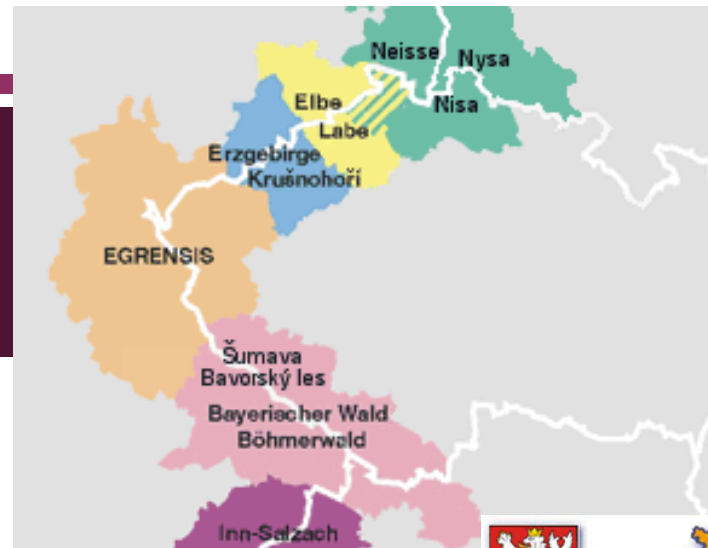 Neisse
Nysa
Elbe
Nisa
Labe
Erzgebirge
Krušnohoří
EGRENSIS
Šumava
Bavorský les
Bayerischer Wald
Böhmerwald
Inn-Salzach